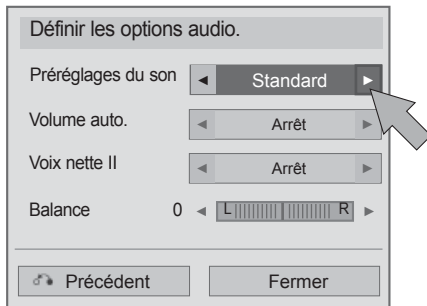 Définir les options audio.
Préréglages du son ◄ Standard ►
Volume auto. ◄ Arrêt ►
Voix nette II ◄ Arrêt ►
Balance 0 ◄ L R ►
Précédent Fermer